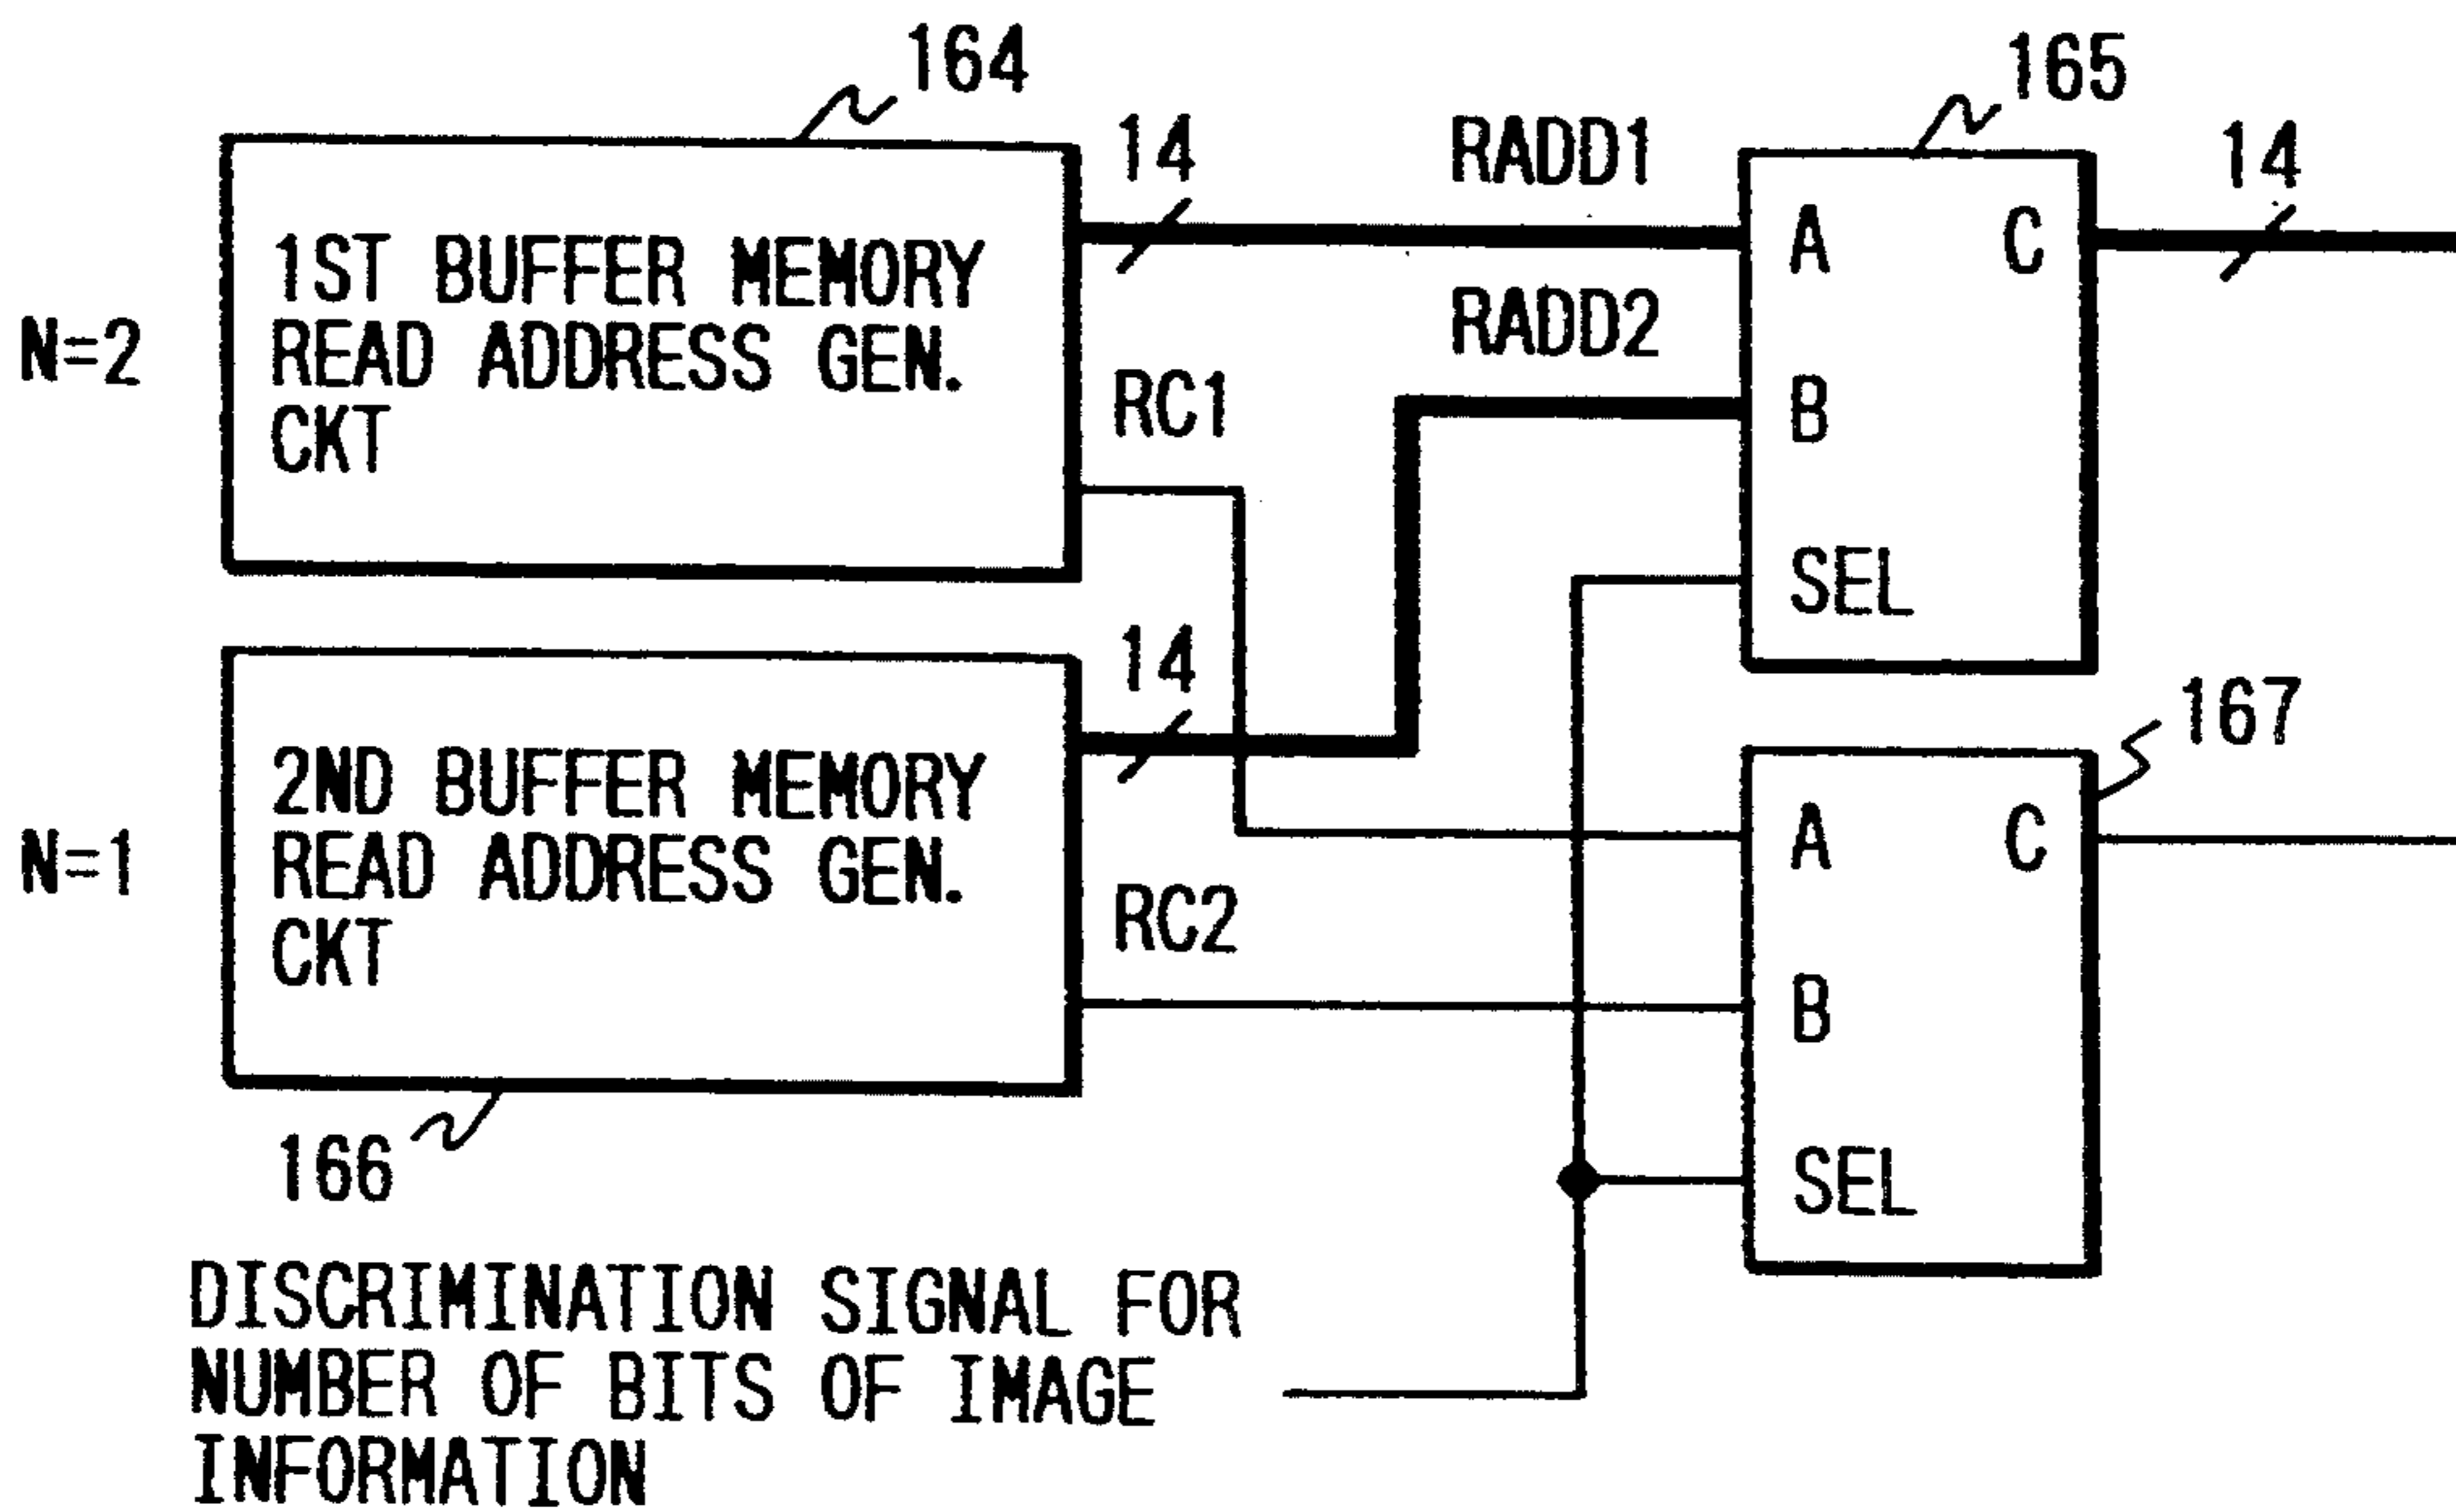 164
165
14
RADD1
14
1ST BUFFER MEMORY
READ ADDRESS GEN.
CKT
N=2
RC1
RADD2
A
C
B
SEL
14
167
2ND BUFFER MEMORY
READ ADDRESS GEN.
CKT
N=1
RC2
A
C
B
SEL
166
DISCRIMINATION SIGNAL FOR
NUMBER OF BITS OF IMAGE
INFORMATION